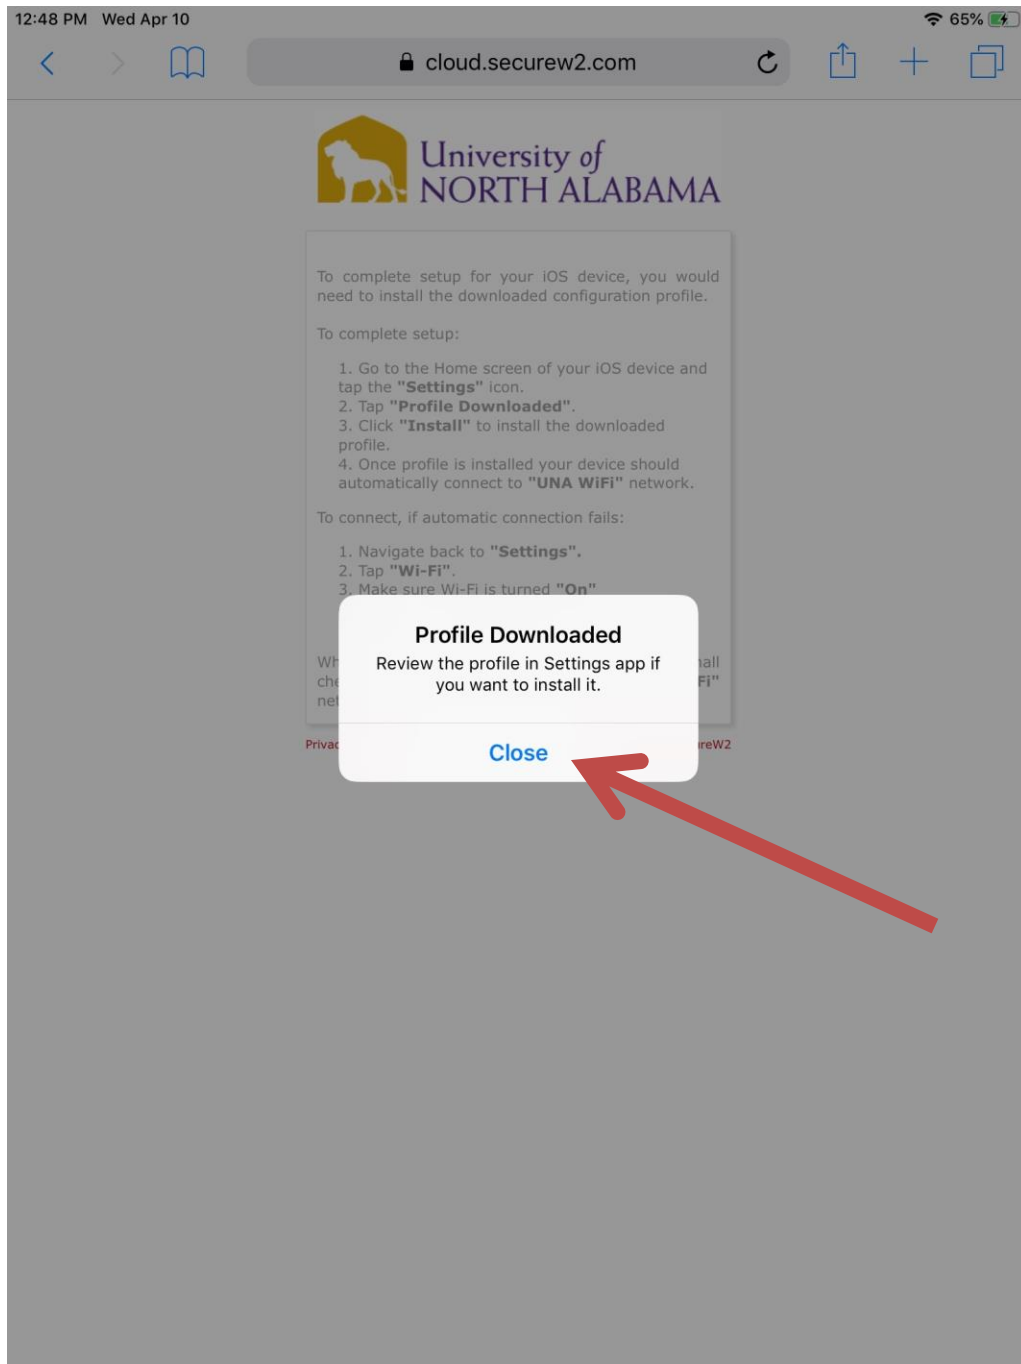 12:48 PM Wed Apr 10 65%
cloud.securew2.com
University of
NORTH ALABAMA
To complete setup for your iOS device, you would
need to install the downloaded configuration profile.
To complete setup:
1. Go to the Home screen of your iOS device and
tap the "Settings" icon.
2. Tap "Profile Downloaded".
3. Click "Install" to install the downloaded
profile.
4. Once profile is installed your device should
automatically connect to "UNA WiFi" network.
To connect, if automatic connection fails:
1. Navigate back to "Settings".
2. Tap "Wi-Fi".
3. Make sure Wi-Fi is turned "On"
Profile Downloaded
Review the profile in Settings app if
you want to install it.
Close